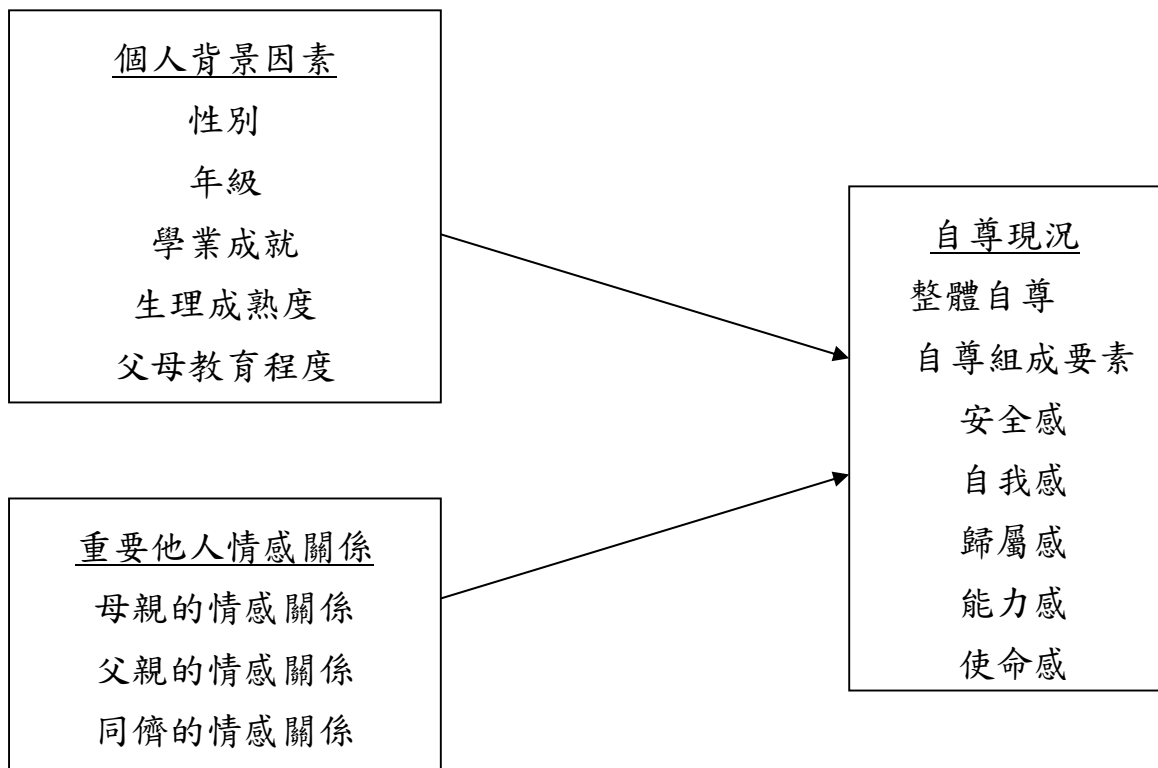 個人背景因素
性別
年級
學業成就
生理成熟度
父母教育程度
重要他人情感關係
母親的情感關係
父親的情感關係
同儕的情感關係
自尊現況
整體自尊
自尊組成要素
安全感
自我感
歸屬感
能力感
使命感